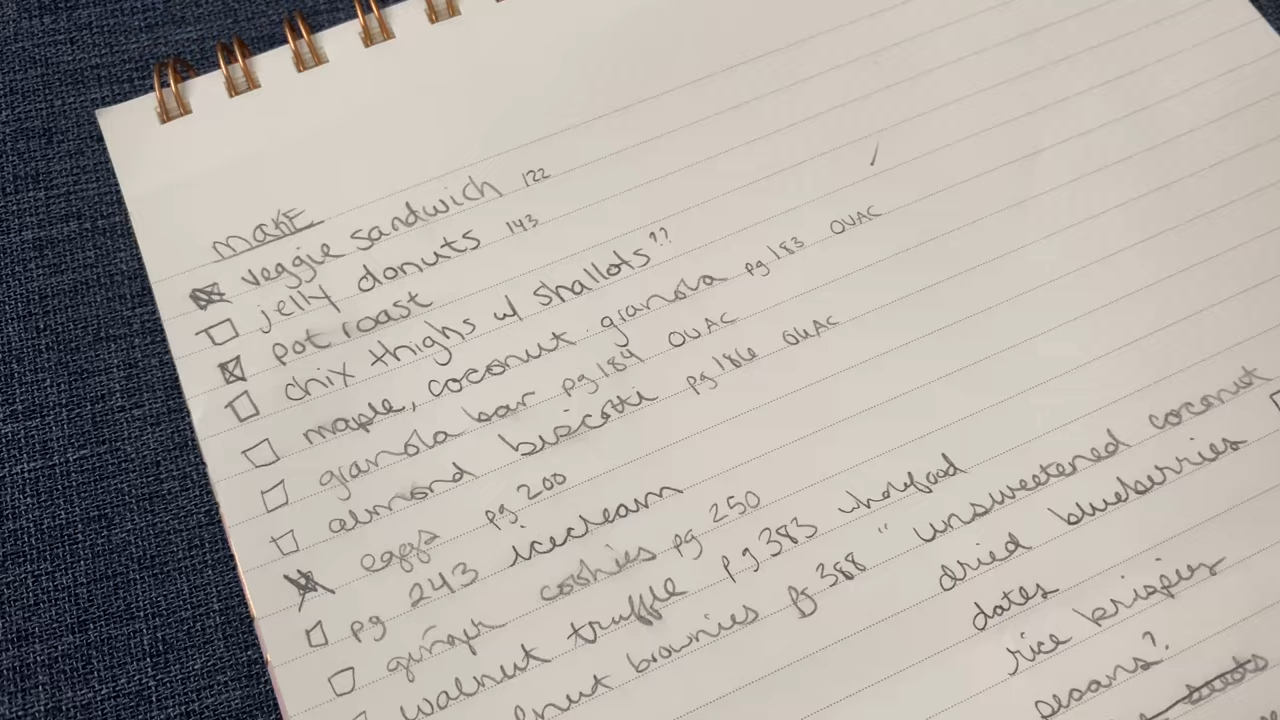 MAKE
veggie sandwich 122
jelly donuts 143
pot roast
chix thighs w/ shallots??
maple, coconut granola pg 183 OUAC
granola bar pg 184 OUAC
almond biscotti pg 186 OUAC
eggs pg 200
pg 243 icecream
ginger cookies pg 250
walnut truffle pg 383 wholefood
brownies pg 388 "
unsweetened coconut
dried blueberries
dates
rice krispies
pecans?
seeds